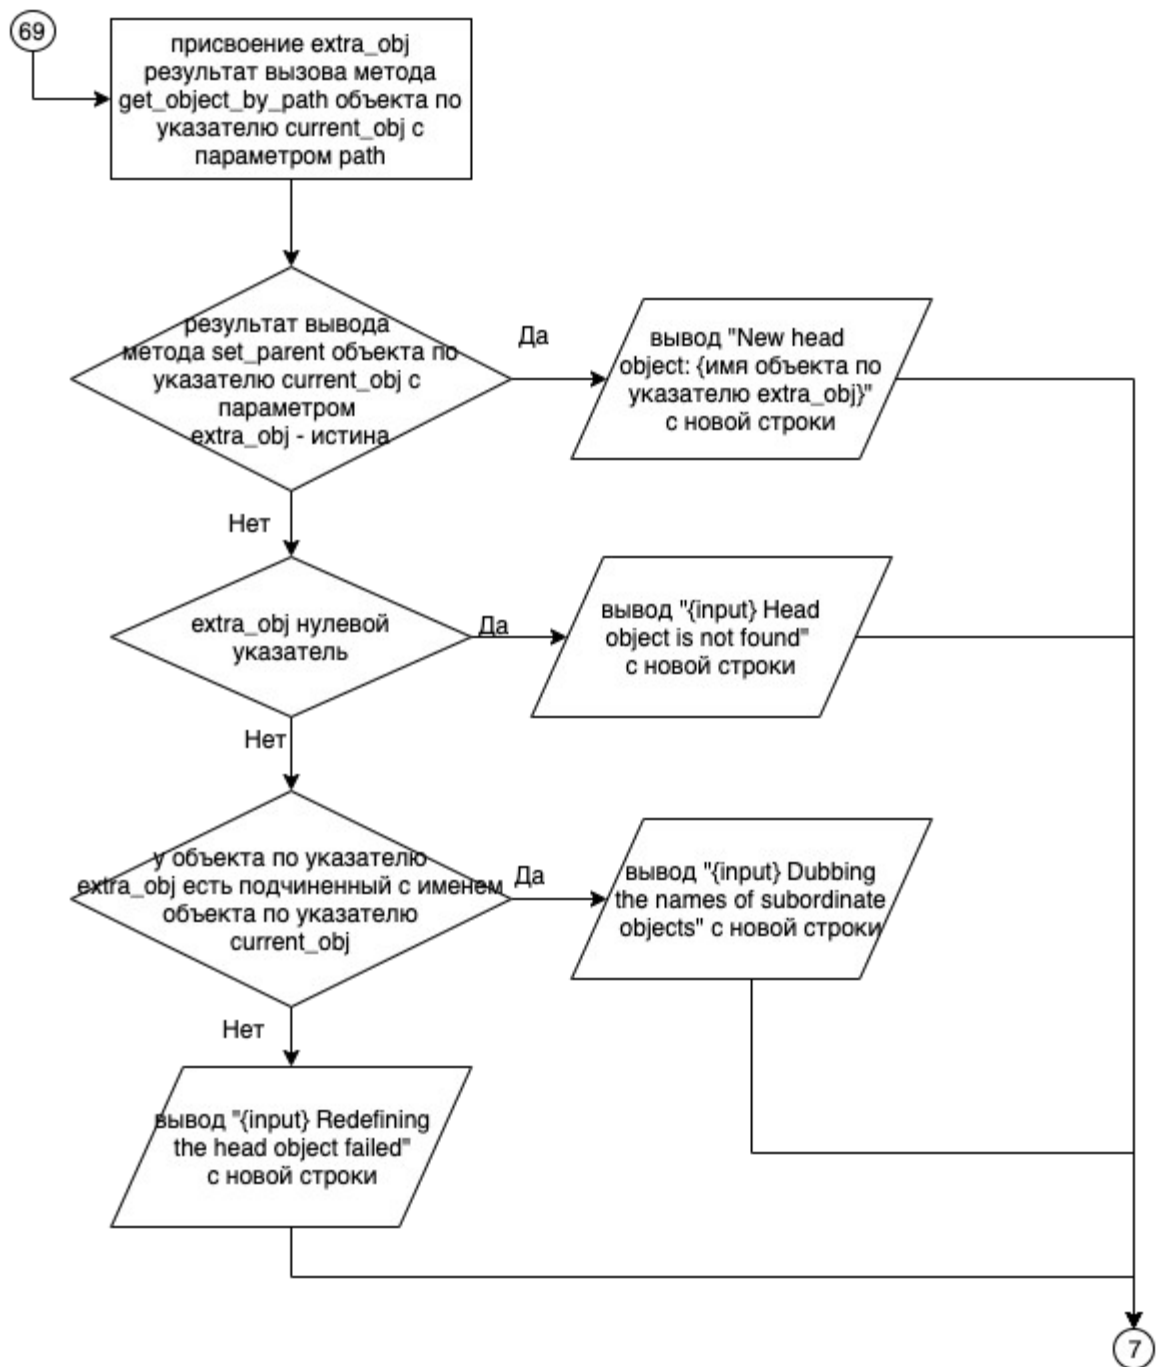 69
присвоение extra_obj
результат вызова метода
get_object_by_path объекта по
указателю current_obj с
параметром path
результат вывода
метода set_parent объекта по
указателю current_obj с
параметром
extra_obj - истина
Да
вывод "New head
object: {имя объекта по
указателю extra_obj}"
с новой строки
Нет
extra_obj нулевой
указатель
Да
вывод "{input} Head
object is not found"
с новой строки
Нет
у объекта по указателю
extra_obj есть подчиненный с именем
объекта по указателю
current_obj
Да
вывод "{input} Dubbing
the names of subordinate
objects" с новой строки
Нет
вывод "{input} Redefining
the head object failed"
с новой строки
7